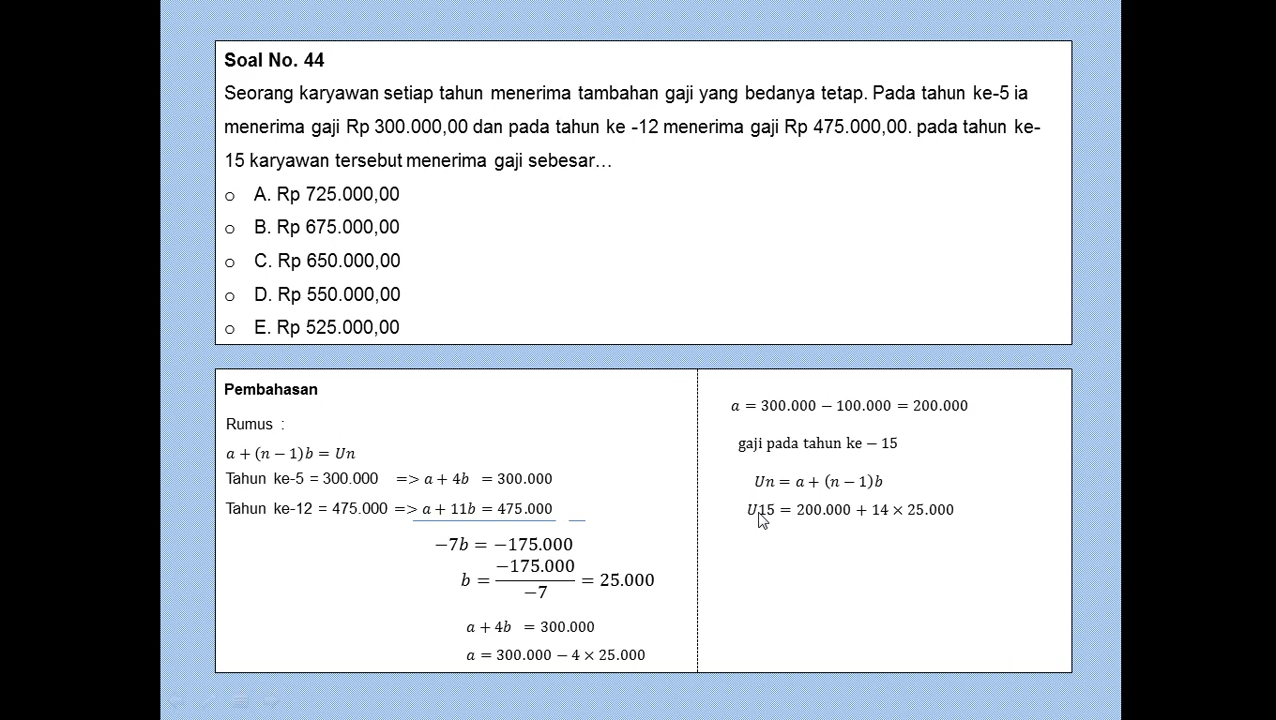 Soal No. 44
Seorang karyawan setiap tahun menerima tambahan gaji yang bedanya tetap. Pada tahun ke-5 ia
menerima gaji Rp 300.000,00 dan pada tahun ke -12 menerima gaji Rp 475.000,00. pada tahun ke-
15 karyawan tersebut menerima gaji sebesar…
o A. Rp 725.000,00
o B. Rp 675.000,00
o C. Rp 650.000,00
o D. Rp 550.000,00
o E. Rp 525.000,00
Pembahasan
Rumus :
a + (n − 1)b = Un
Tahun ke-5 = 300.000 => a + 4b = 300.000
Tahun ke-12 = 475.000 => a + 11b = 475.000
−7b = −175.000
b = −175.000/−7 = 25.000
a + 4b = 300.000
a = 300.000 − 4 × 25.000
a = 300.000 − 100.000 = 200.000
gaji pada tahun ke − 15
Un = a + (n − 1)b
U15 = 200.000 + 14 × 25.000